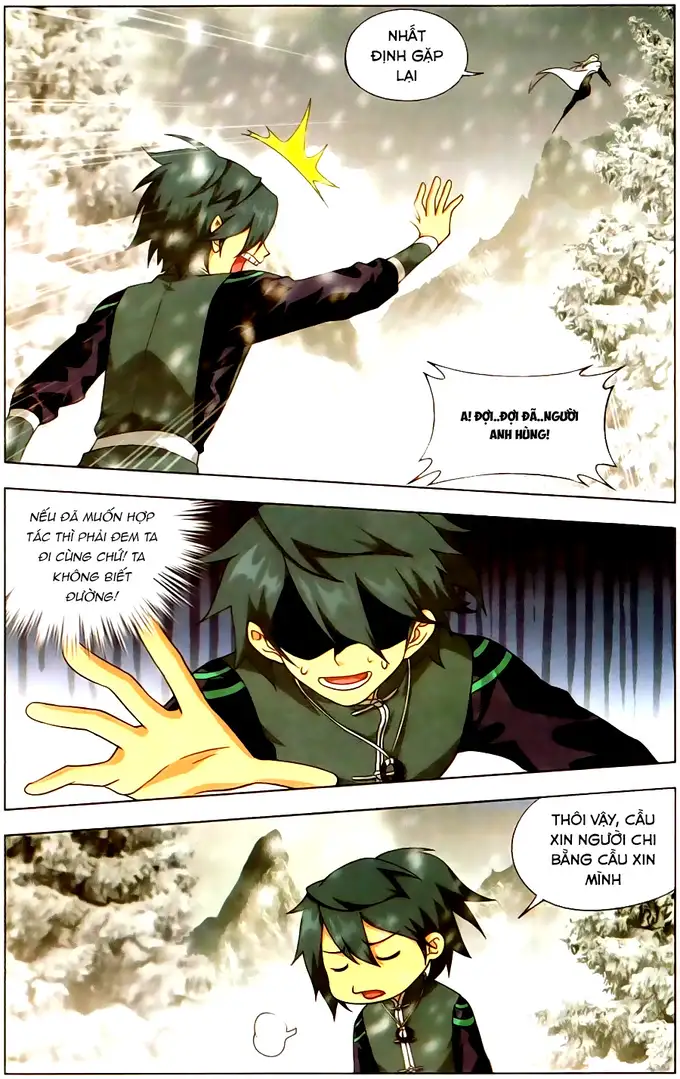 NHẤT
ĐỊNH GẶP
LẠI
A! ĐỢI..ĐỢI ĐÃ..NGƯỜI
ANH HÙNG!
NẾU ĐÃ MUỐN HỢP
TÁC THÌ PHẢI ĐEM TA
ĐI CÙNG CHỨ! TA
KHÔNG BIẾT
ĐƯỜNG!
THÔI VẬY, CẦU
XIN NGƯỜI CHI
BẰNG CẦU XIN
MÌNH